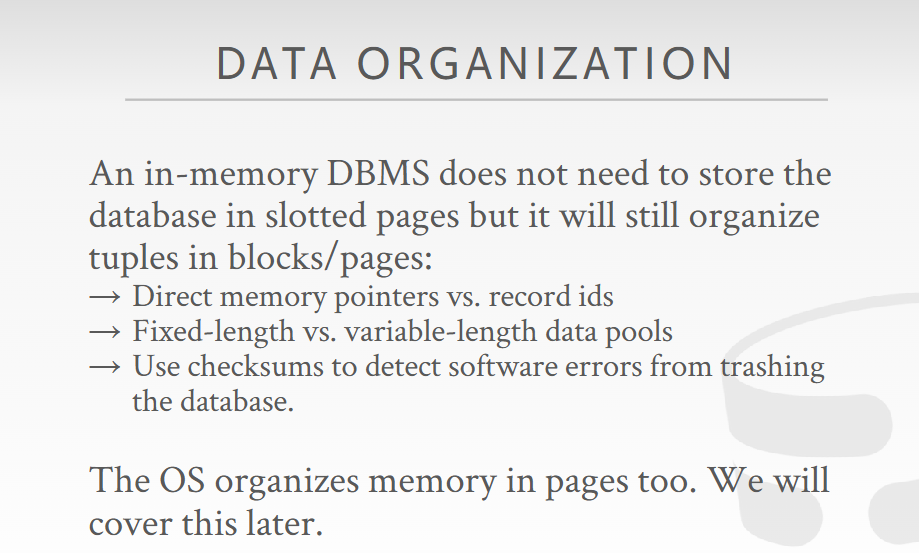 DATA ORGANIZATION
An in-memory DBMS does not need to store the
database in slotted pages but it will still organize
tuples in blocks/pages:
→ Direct memory pointers vs. record ids
→ Fixed-length vs. variable-length data pools
→ Use checksums to detect software errors from trashing
the database.
The OS organizes memory in pages too. We will
cover this later.